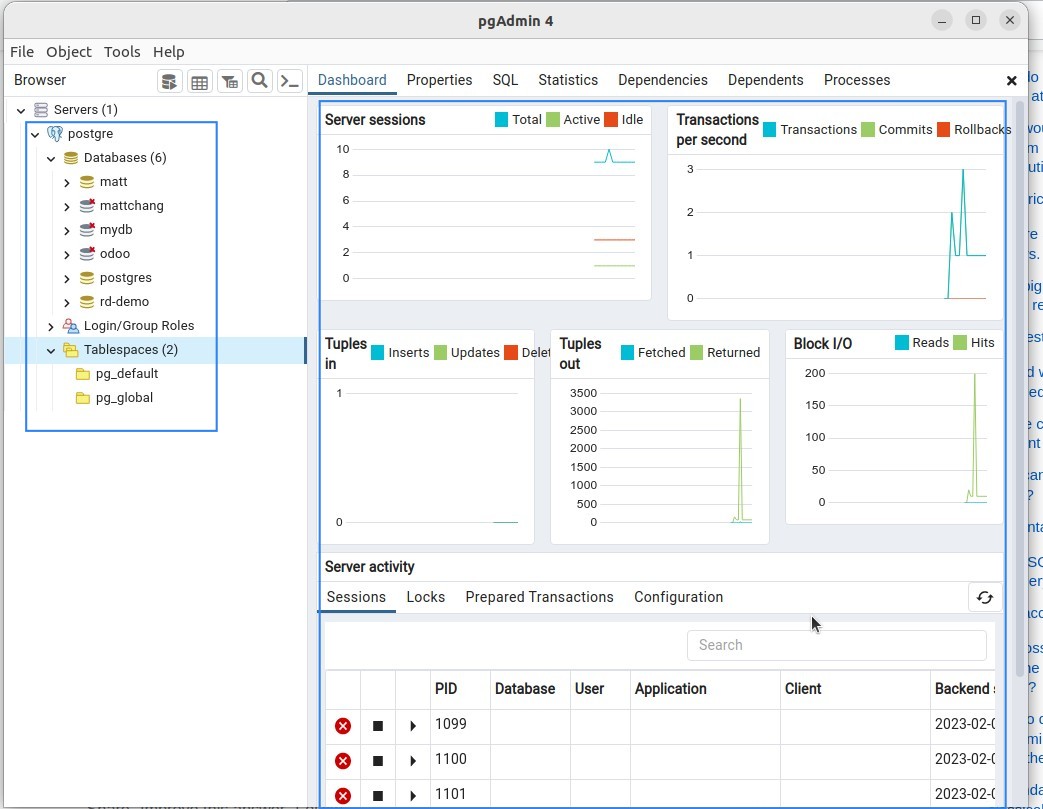 pgAdmin 4
File Object Tools Help
Browser
Dashboard Properties SQL Statistics Dependencies Dependents Processes
Servers (1)
postgre
Databases (6)
matt
mattchang
mydb
odoo
postgres
rd-demo
Login/Group Roles
Tablespaces (2)
pg_default
pg_global
Server sessions
Total Active Idle
10
8
6
4
2
0
Transactions
per second
Transactions Commits Rollbacks
3
2
1
0
Tuples
in
Inserts Updates Delet
1
0
Tuples
out
Fetched Returned
3500
3000
2500
2000
1500
1000
500
0
Block I/O
Reads Hits
200
150
100
50
0
Server activity
Sessions Locks Prepared Transactions Configuration
Search
PID Database User Application Client Backend
1099 2023-02-0
1100 2023-02-0
1101 2023-02-0